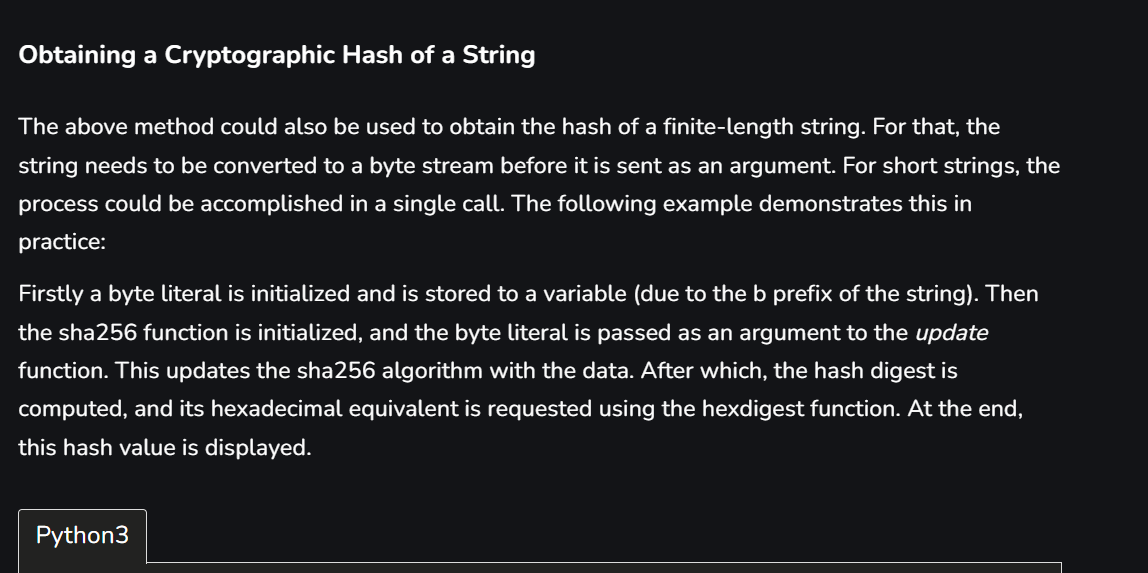 Obtaining a Cryptographic Hash of a String
The above method could also be used to obtain the hash of a finite-length string. For that, the
string needs to be converted to a byte stream before it is sent as an argument. For short strings, the
process could be accomplished in a single call. The following example demonstrates this in
practice:
Firstly a byte literal is initialized and is stored to a variable (due to the b prefix of the string). Then
the sha256 function is initialized, and the byte literal is passed as an argument to the update
function. This updates the sha256 algorithm with the data. After which, the hash digest is
computed, and its hexadecimal equivalent is requested using the hexdigest function. At the end,
this hash value is displayed.
Python3